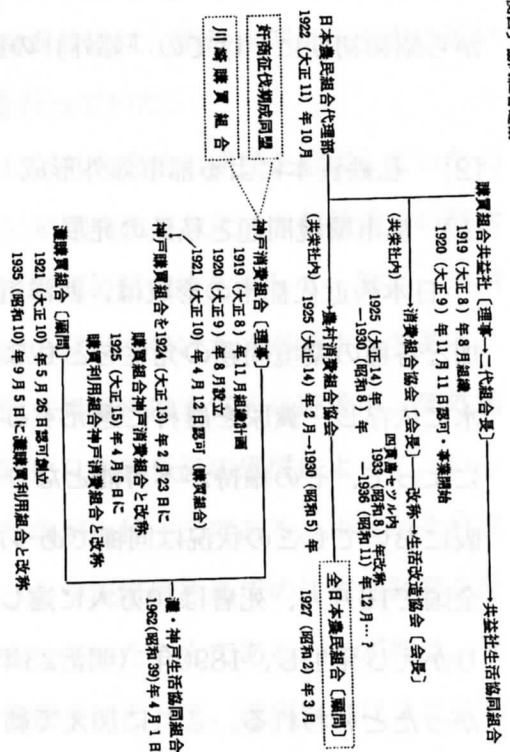 購買組合共益社〔理事→二代組合長〕
共益社生活協同組合
1919(大正8)年8月組織
1920(大正9)年11月11日認可・事業開始
消費組合協会〔会長〕
改称
生活改造協会〔会長〕
(共栄社内)
四貫島セツル内
1925(大正14)年
1933(昭和8)年改称
―1930(昭和8)年
―1936(昭和11)年12月…?
農村消費組合協会
全日本農民組合〔顧問〕
(共栄社内)
1925(大正14)年2月―1930(昭和5)年
1927(昭和2)年3月
日本農民組合代理部
1922(大正11)年10月
奸商征伐期成同盟
川崎購買組合
神戸消費組合〔理事〕
1919(大正8)年11月組織計画
1920(大正9)年8月設立
1921(大正10)年4月12日認可(購買組合)
神戸購買組合を1924(大正13)年2月23日に
購買組合神戸消費組合と改称
1925(大正18)年4月5日に
購買利用組合神戸消費組合と改称
灘・神戸生活協同組合
1962(昭和39)年4月1日
灘購買組合〔顧問〕
1921(大正10)年5月26日認可設立
1935(昭和10)年9月5日に灘購買利用組合と改称